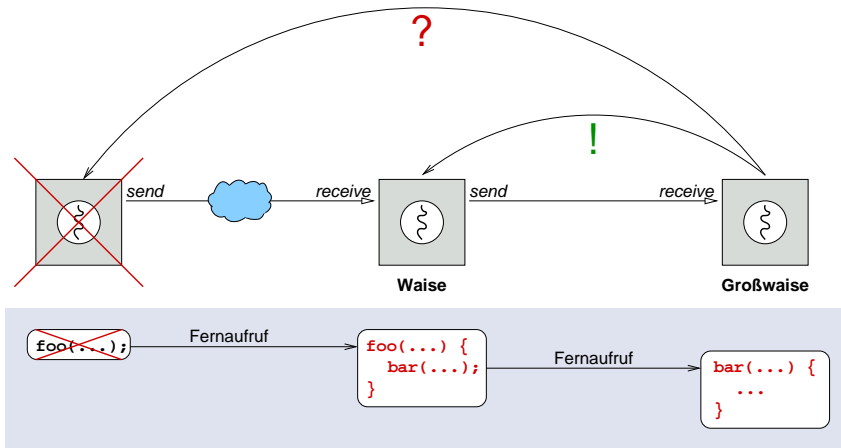 ?
!
send
receive
send
receive
Waise
Großwaise
foo(...);
Fernaufruf
foo(...) {
bar(...);
}
Fernaufruf
bar(...) {
...
}